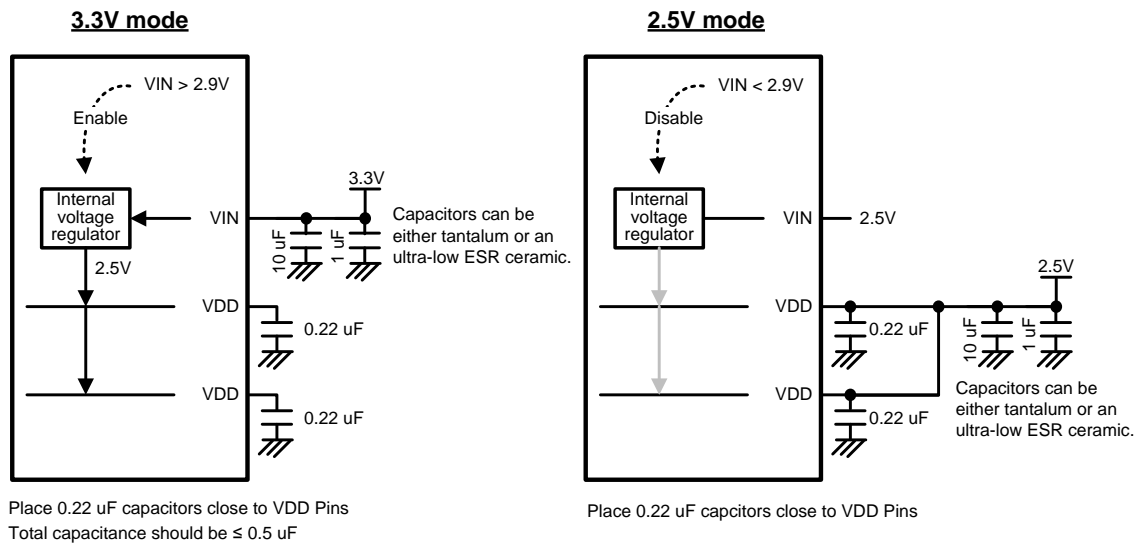 3.3V mode
VIN > 2.9V
Enable
Internal
voltage
regulator
2.5V
VIN
3.3V
10 uF
1 uF
Capacitors can be
either tantalum or an
ultra-low ESR ceramic.
VDD
0.22 uF
VDD
0.22 uF
Place 0.22 uF capacitors close to VDD Pins
Total capacitance should be ≤ 0.5 uF
2.5V mode
VIN < 2.9V
Disable
Internal
voltage
regulator
VIN
2.5V
2.5V
VDD
0.22 uF
10 uF
1 uF
VDD
0.22 uF
Capacitors can be
either tantalum or an
ultra-low ESR ceramic.
Place 0.22 uF capcitors close to VDD Pins